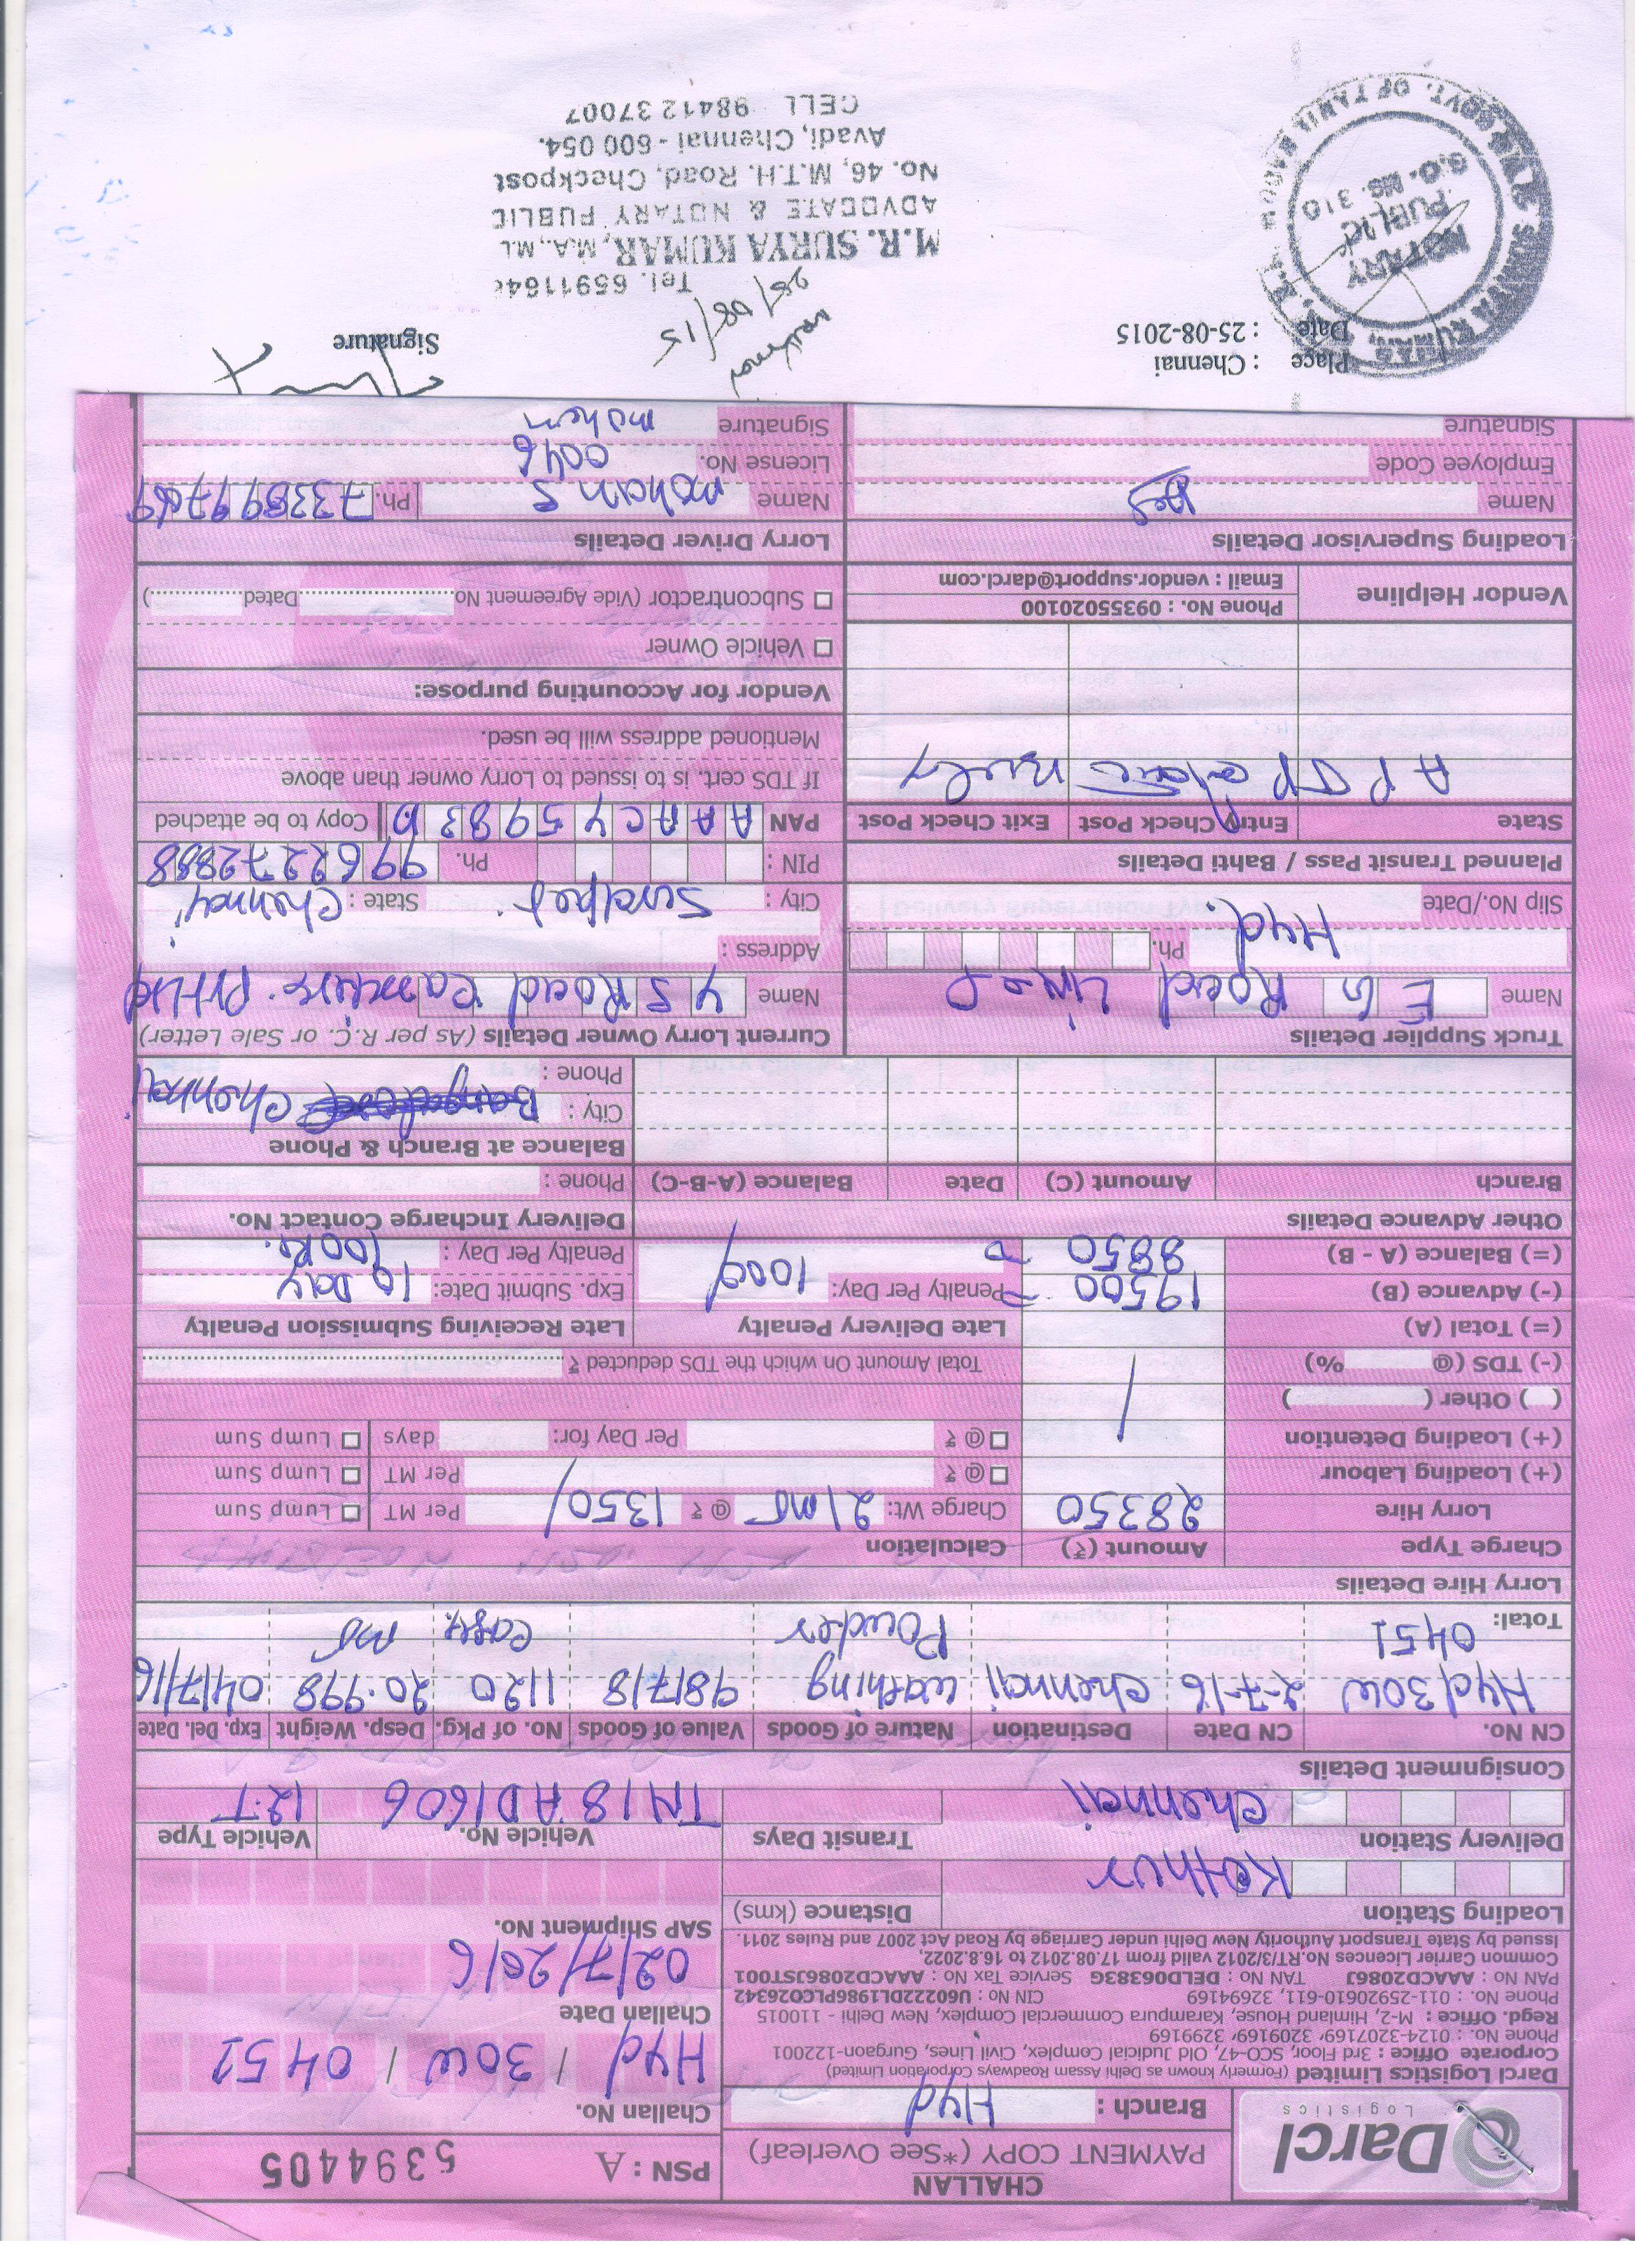 Darcl
Logistics
CHALLAN
PAYMENT COPY (*See Overleaf)
Branch : Hyd
PSN : A 5394405
Challan No.
Hyd / 30W / 0452
Darcl Logistics Limited (Formerly known as Delhi Assam Roadways Corporation Limited)
Corporate Office : 3rd Floor, SCO-47, Old Judicial Complex, Civil Lines, Gurgaon-122001
Phone No. : 0124-3207169, 3209169, 3299169
Regd. Office : M-2, Himland House, Karampura Commercial Complex, New Delhi - 110015
Phone No. : 011-25920610-611, 32694169 CIN No : U60222DL1986PLC026342
PAN No : AAACD2086J TAN No : DELD06383G Service Tax No : AAACD2086JST001
Common Carrier Licences No.RT/3/2012 valid from 17.08.2012 to 16.8.2022,
Issued by State Transport Authority New Delhi under Carriage by Road Act 2007 and Rules 2011.
Challan Date
02/7/2016
SAP Shipment No.
Loading Station Kothur
Distance (kms)
Delivery Station Chennai
Transit Days
Vehicle No. Vehicle Type
TN18AD1606 12.T
Consignment Details
CN No. CN Date Destination Nature of Goods Value of Goods No. of Pkg. Desp. Weight Exp. Del. Date
Hyd 30W 2-7-16 Chennai washing 987718 1120 20.998 04/7/16
Total: 0451 Powder MT
Lorry Hire Details
Charge Type Amount (₹) Calculation
Lorry Hire 28350 Charge Wt: 21 MT @ ₹ 1350/ Per MT Lump Sum
(+) Loading Labour @ ₹ Per MT Lump Sum
(+) Loading Detention @ ₹ Per Day for: days Lump Sum
( ) Other ( )
(-) TDS (@ %) Total Amount On which the TDS deducted ₹
(=) Total (A) Late Delivery Penalty Late Receiving Submission Penalty
(-) Advance (B) 19500 Penalty Per Day: 1000/ Exp. Submit Date: 10 Day
(=) Balance (A - B) 8850 Penalty Per Day :
Other Advance Details Delivery Incharge Contact No.
Branch Amount (C) Date Balance (A-B-C) Phone :
Balance at Branch & Phone
City : Chennai
Phone :
Truck Supplier Details
Name E G Road Lines
Ph.
Slip No./Date Hyd.
Current Lorry Owner Details (As per R.C. or Sale Letter)
Name Y S Road Carriers Pvt Ltd
Address :
City : State : Chennai
PIN : Ph. 9962272888
PAN AAACY5983D Copy to be attached
Planned Transit Pass / Bahti Details
State Entry Check Post Exit Check Post
A P
If TDS cert, is to issued to Lorry owner than above
Mentioned address will be used.
Vendor for Accounting purpose:
Vehicle Owner
Subcontractor (Vide Agreement No Dated )
Vendor Helpline
Phone No. : 09355020100
Email : vendor.support@darcl.com
Loading Supervisor Details
Name
Employee Code
Signature
Lorry Driver Details
Name Mohan S Ph. 7338997769
License No. 0046
Signature Mohan
Place : Chennai
Date : 25-08-2015
Signature
25/08/15
NOTARY
PUBLIC
G.O. MS. 310
GOVT. OF TAMIL NADU
Tel. 6591164
M.R. SURYA KUMAR, M.A., M.L
ADVOCATE & NOTARY PUBLIC
No. 46, M.T.H. Road, Checkpost
Avadi, Chennai - 600 054.
CELL 98412 37007